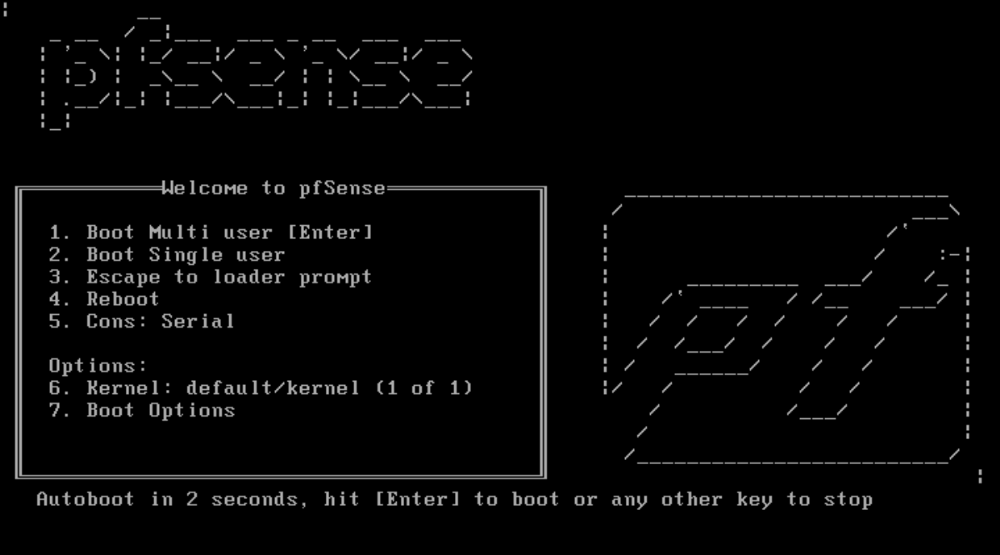 pfSense
Welcome to pfSense
1. Boot Multi user [Enter]
2. Boot Single user
3. Escape to loader prompt
4. Reboot
5. Cons: Serial
Options:
6. Kernel: default/kernel (1 of 1)
7. Boot Options
pf
Autoboot in 2 seconds, hit [Enter] to boot or any other key to stop